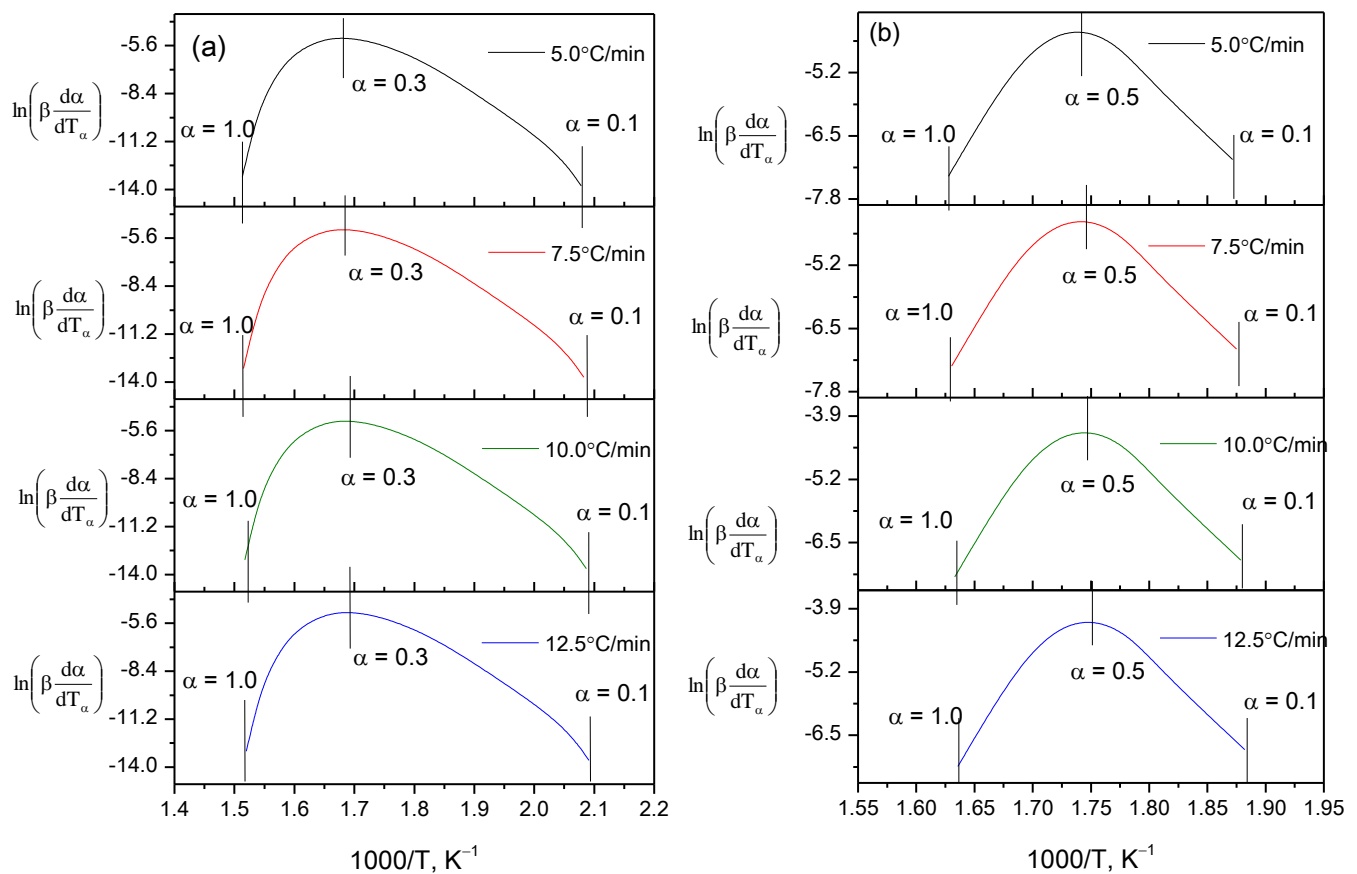 (a)
5.0°C/min
-5.6
-8.4
-11.2
-14.0
ln(β dα/dTα)
α = 1.0
α = 0.3
α = 0.1
7.5°C/min
-5.6
-8.4
-11.2
-14.0
ln(β dα/dTα)
α = 1.0
α = 0.3
α = 0.1
10.0°C/min
-5.6
-8.4
-11.2
-14.0
ln(β dα/dTα)
α = 1.0
α = 0.3
α = 0.1
12.5°C/min
-5.6
-8.4
-11.2
-14.0
ln(β dα/dTα)
α = 1.0
α = 0.3
α = 0.1
1.4 1.5 1.6 1.7 1.8 1.9 2.0 2.1 2.2
1000/T, K⁻¹
(b)
5.0°C/min
-5.2
-6.5
-7.8
ln(β dα/dTα)
α = 1.0
α = 0.5
α = 0.1
7.5°C/min
-5.2
-6.5
-7.8
ln(β dα/dTα)
α =1.0
α = 0.5
α = 0.1
10.0°C/min
-3.9
-5.2
-6.5
ln(β dα/dTα)
α = 1.0
α = 0.5
α = 0.1
12.5°C/min
-3.9
-5.2
-6.5
ln(β dα/dTα)
α = 1.0
α = 0.5
α = 0.1
1.55 1.60 1.65 1.70 1.75 1.80 1.85 1.90 1.95
1000/T, K⁻¹